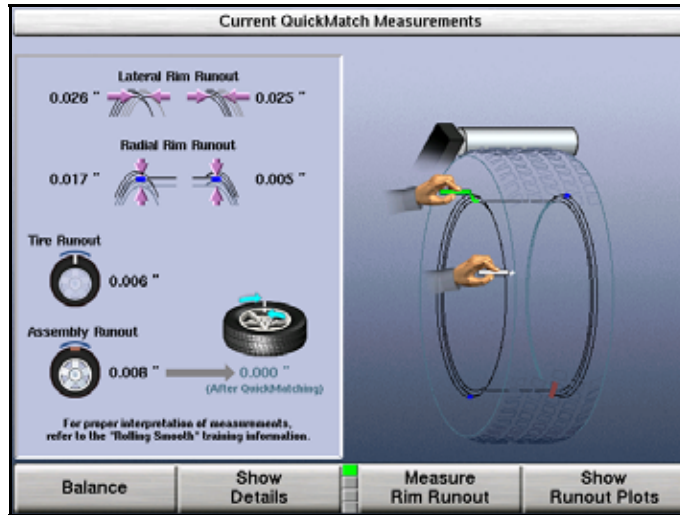 Current QuickMatch Measurements
Lateral Rim Runout
0.026 " 0.025 "
Radial Rim Runout
0.017 " 0.005 "
Tire Runout
0.006 "
Assembly Runout
0.008 " 0.000 "
(After QuickMatching)
For proper interpretation of measurements,
refer to the "Rolling Smooth" training information.
Balance
Show
Details
Measure
Rim Runout
Show
Runout Plots